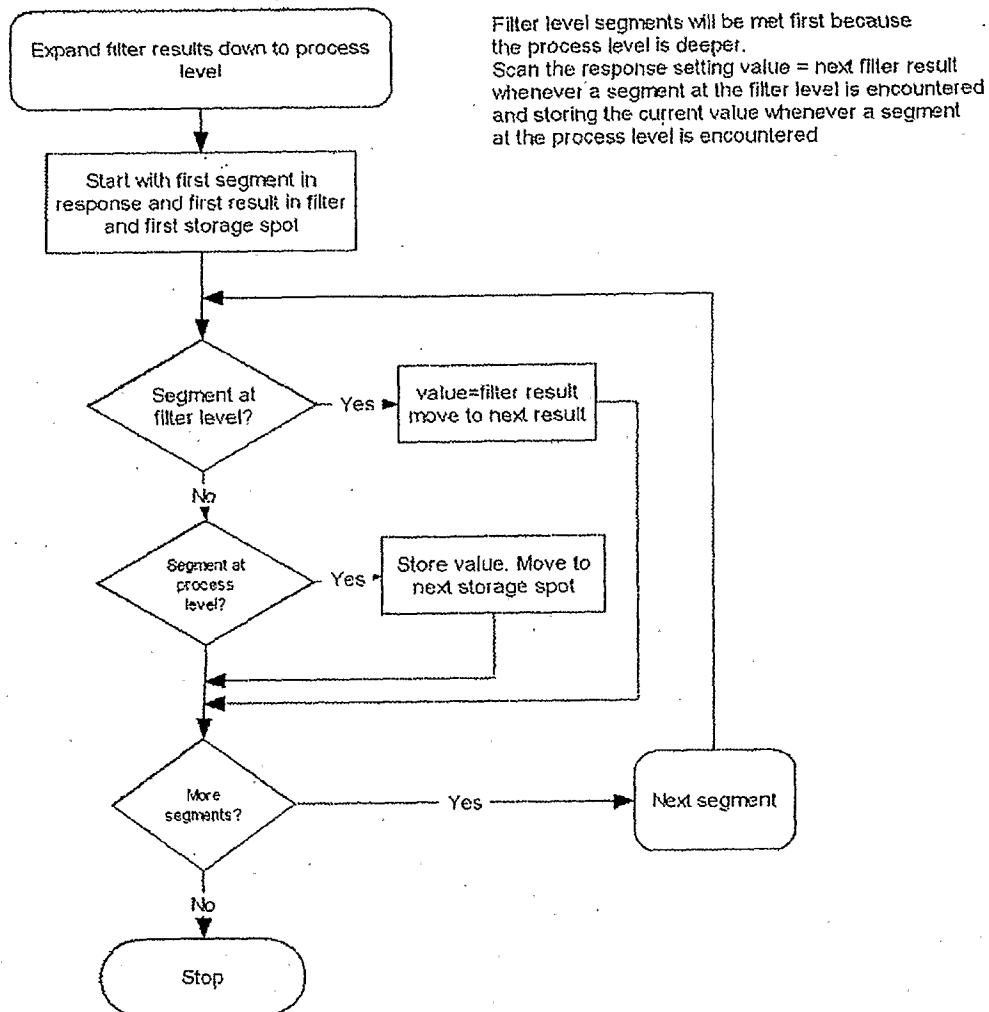 Expand filter results down to process
level
Filter level segments will be met first because
the process level is deeper.
Scan the response setting value = next filter result
whenever a segment at the filter level is encountered
and storing the current value whenever a segment
at the process level is encountered
Start with first segment in
response and first result in filter
and first storage spot
Segment at
filter level?
Yes
value=filter result
move to next result
No
Segment at
process
level?
Yes
Store value. Move to
next storage spot
More
segments?
Yes
Next segment
No
Stop